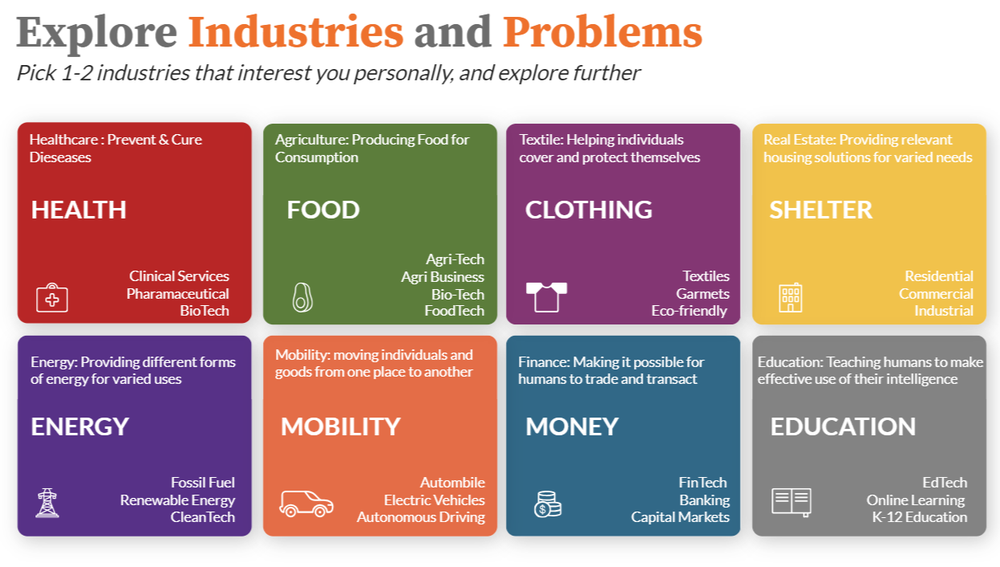 Explore Industries and Problems
Pick 1-2 industries that interest you personally, and explore further
Healthcare : Prevent & Cure
Dieseases
HEALTH
Clinical Services
Pharamaceutical
BioTech
Agriculture: Producing Food for
Consumption
FOOD
Agri-Tech
Agri Business
Bio-Tech
FoodTech
Textile: Helping individuals
cover and protect themselves
CLOTHING
Textiles
Garmets
Eco-friendly
Real Estate: Providing relevant
housing solutions for varied needs
SHELTER
Residential
Commercial
Industrial
Energy: Providing different forms
of energy for varied uses
ENERGY
Fossil Fuel
Renewable Energy
CleanTech
Mobility: moving individuals and
goods from one place to another
MOBILITY
Autombile
Electric Vehicles
Autonomous Driving
Finance: Making it possible for
humans to trade and transact
MONEY
$
FinTech
Banking
Capital Markets
Education: Teaching humans to make
effective use of their intelligence
EDUCATION
EdTech
Online Learning
K-12 Education